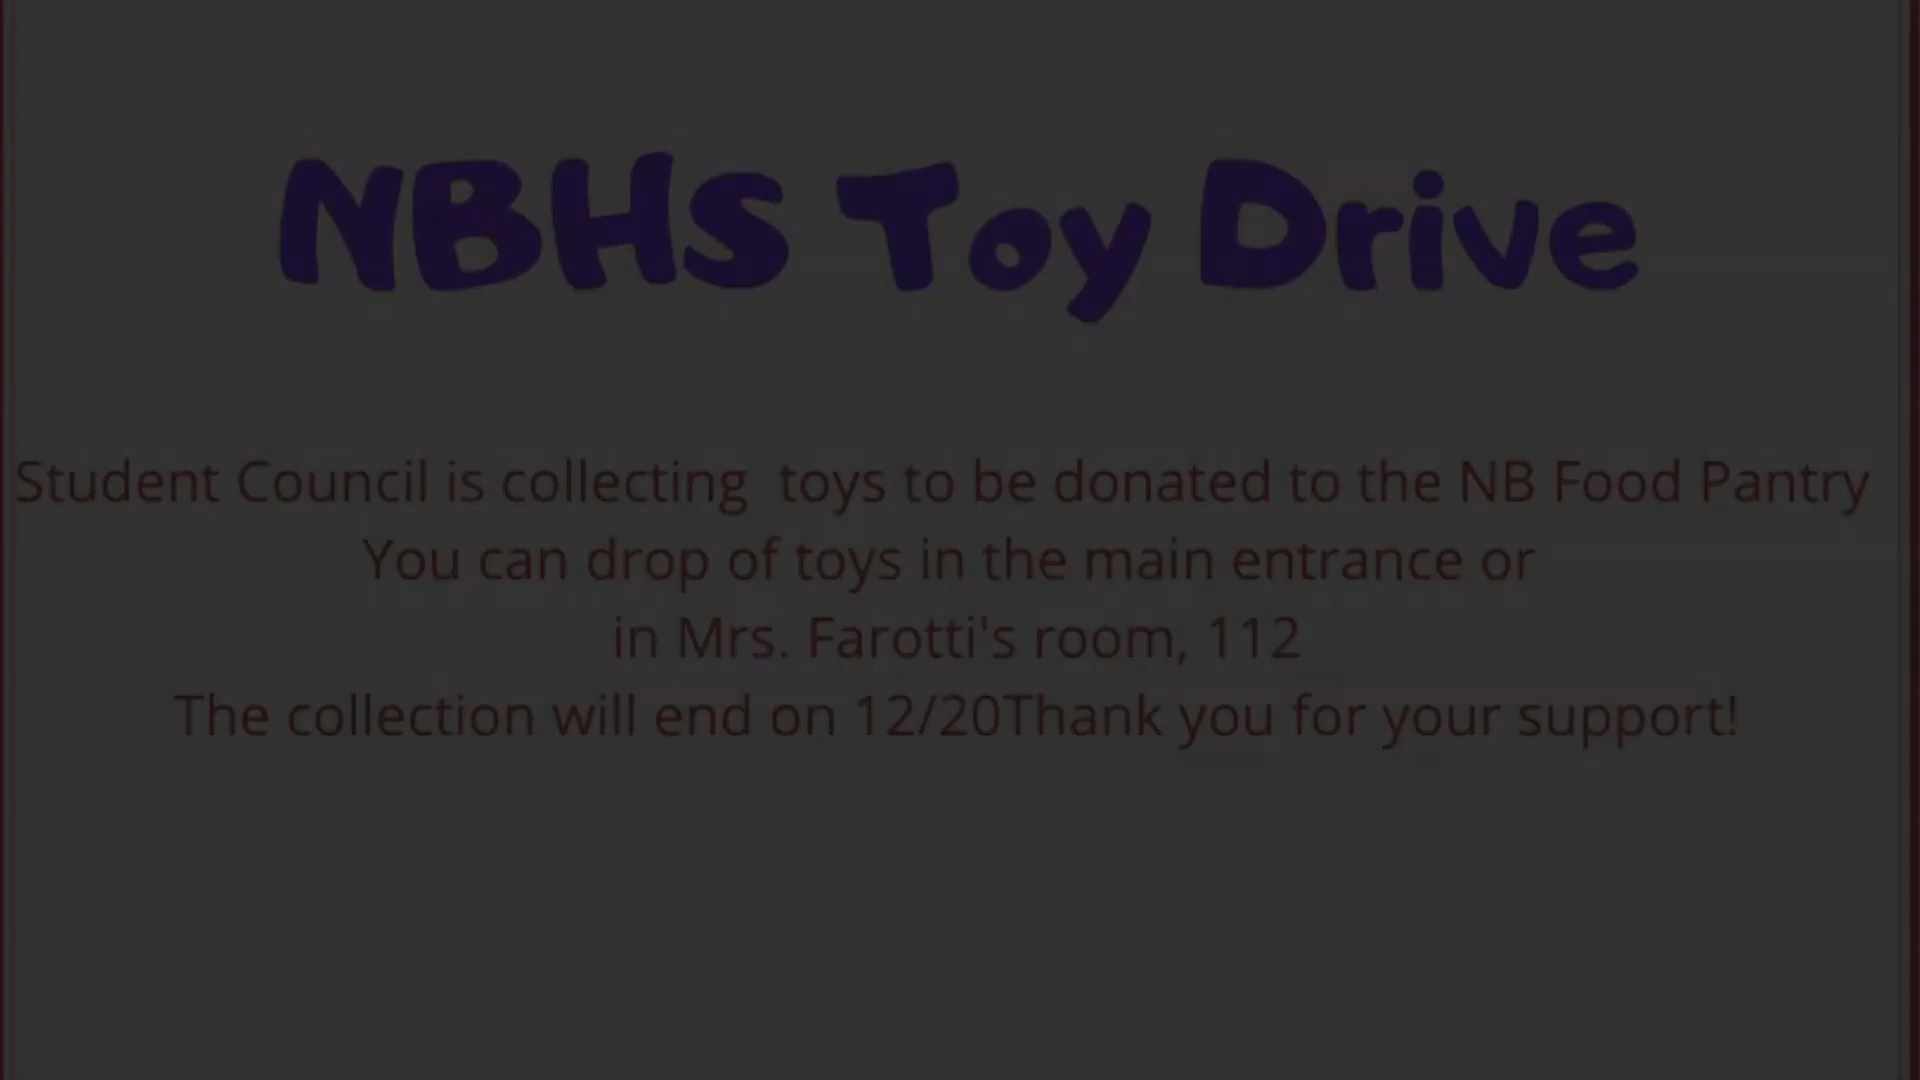 NBHS Toy Drive
Student Council is collecting  toys to be donated to the NB Food Pantry
You can drop of toys in the main entrance or
in Mrs. Farotti's room, 112
The collection will end on 12/20Thank you for your support!